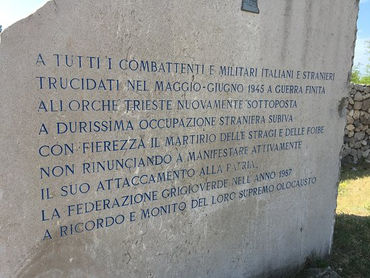 A TUTTI I COMBATTENTI E MILITARI ITALIANI E STRANIERI
TRUCIDATI NEL MAGGIO-GIUGNO 1945 A GUERRA FINITA
ALLORCHE TRIESTE NUOVAMENTE SOTTOPOSTA
A DURISSIMA OCCUPAZIONE STRANIERA SUBIVA
CON FIEREZZA IL MARTIRIO DELLE STRAGI E DELLE FOIBE
NON RINUNCIANDO A MANIFESTARE ATTIVAMENTE
IL SUO ATTACCAMENTO ALLA PATRIA
LA FEDERAZIONE GRIGIOVERDE NELL'ANNO 1987
A RICORDO E MONITO DEL LORO SUPREMO OLOCAUSTO